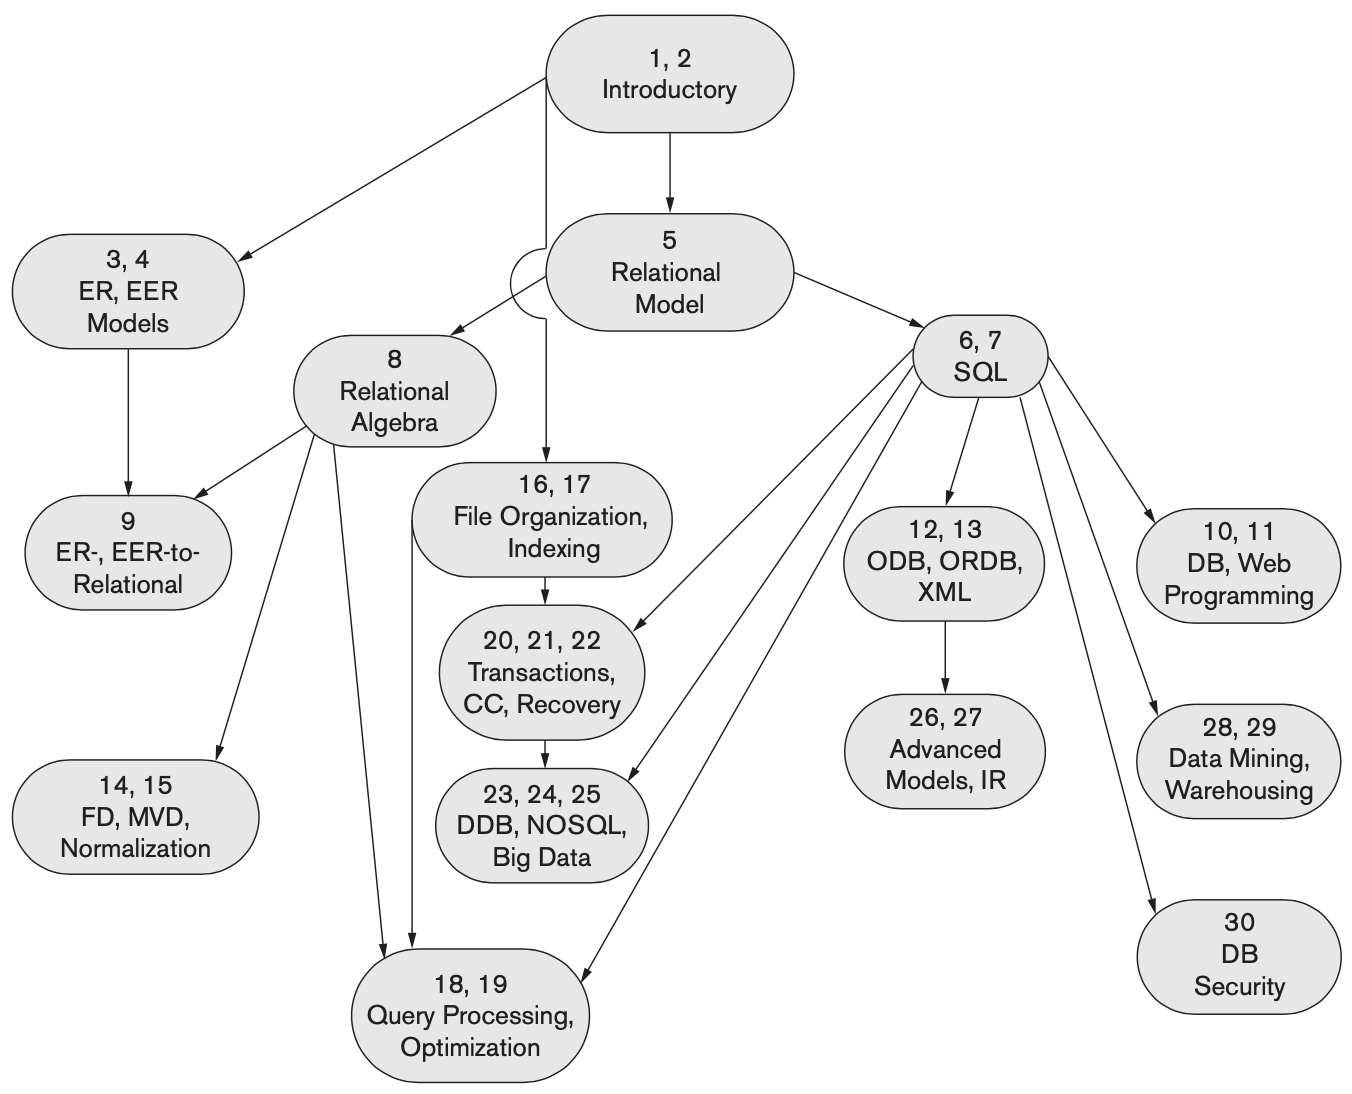 1, 2
Introductory
5
Relational
Model
3, 4
ER, EER
Models
8
Relational
Algebra
6, 7
SQL
9
ER-, EER-to-
Relational
16, 17
File Organization,
Indexing
12, 13
ODB, ORDB,
XML
10, 11
DB, Web
Programming
20, 21, 22
Transactions,
CC, Recovery
26, 27
Advanced
Models, IR
28, 29
Data Mining,
Warehousing
14, 15
FD, MVD,
Normalization
23, 24, 25
DDB, NOSQL,
Big Data
30
DB
Security
18, 19
Query Processing,
Optimization